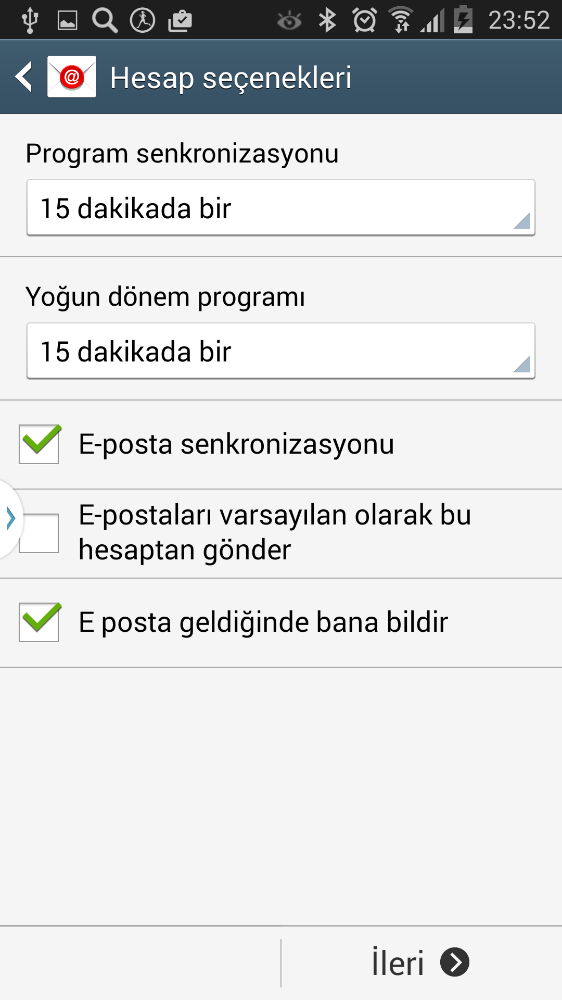 23:52
@ Hesap seçenekleri
Program senkronizasyonu
15 dakikada bir
Yoğun dönem programı
15 dakikada bir
E-posta senkronizasyonu
E-postaları varsayılan olarak bu
hesaptan gönder
E posta geldiğinde bana bildir
İleri